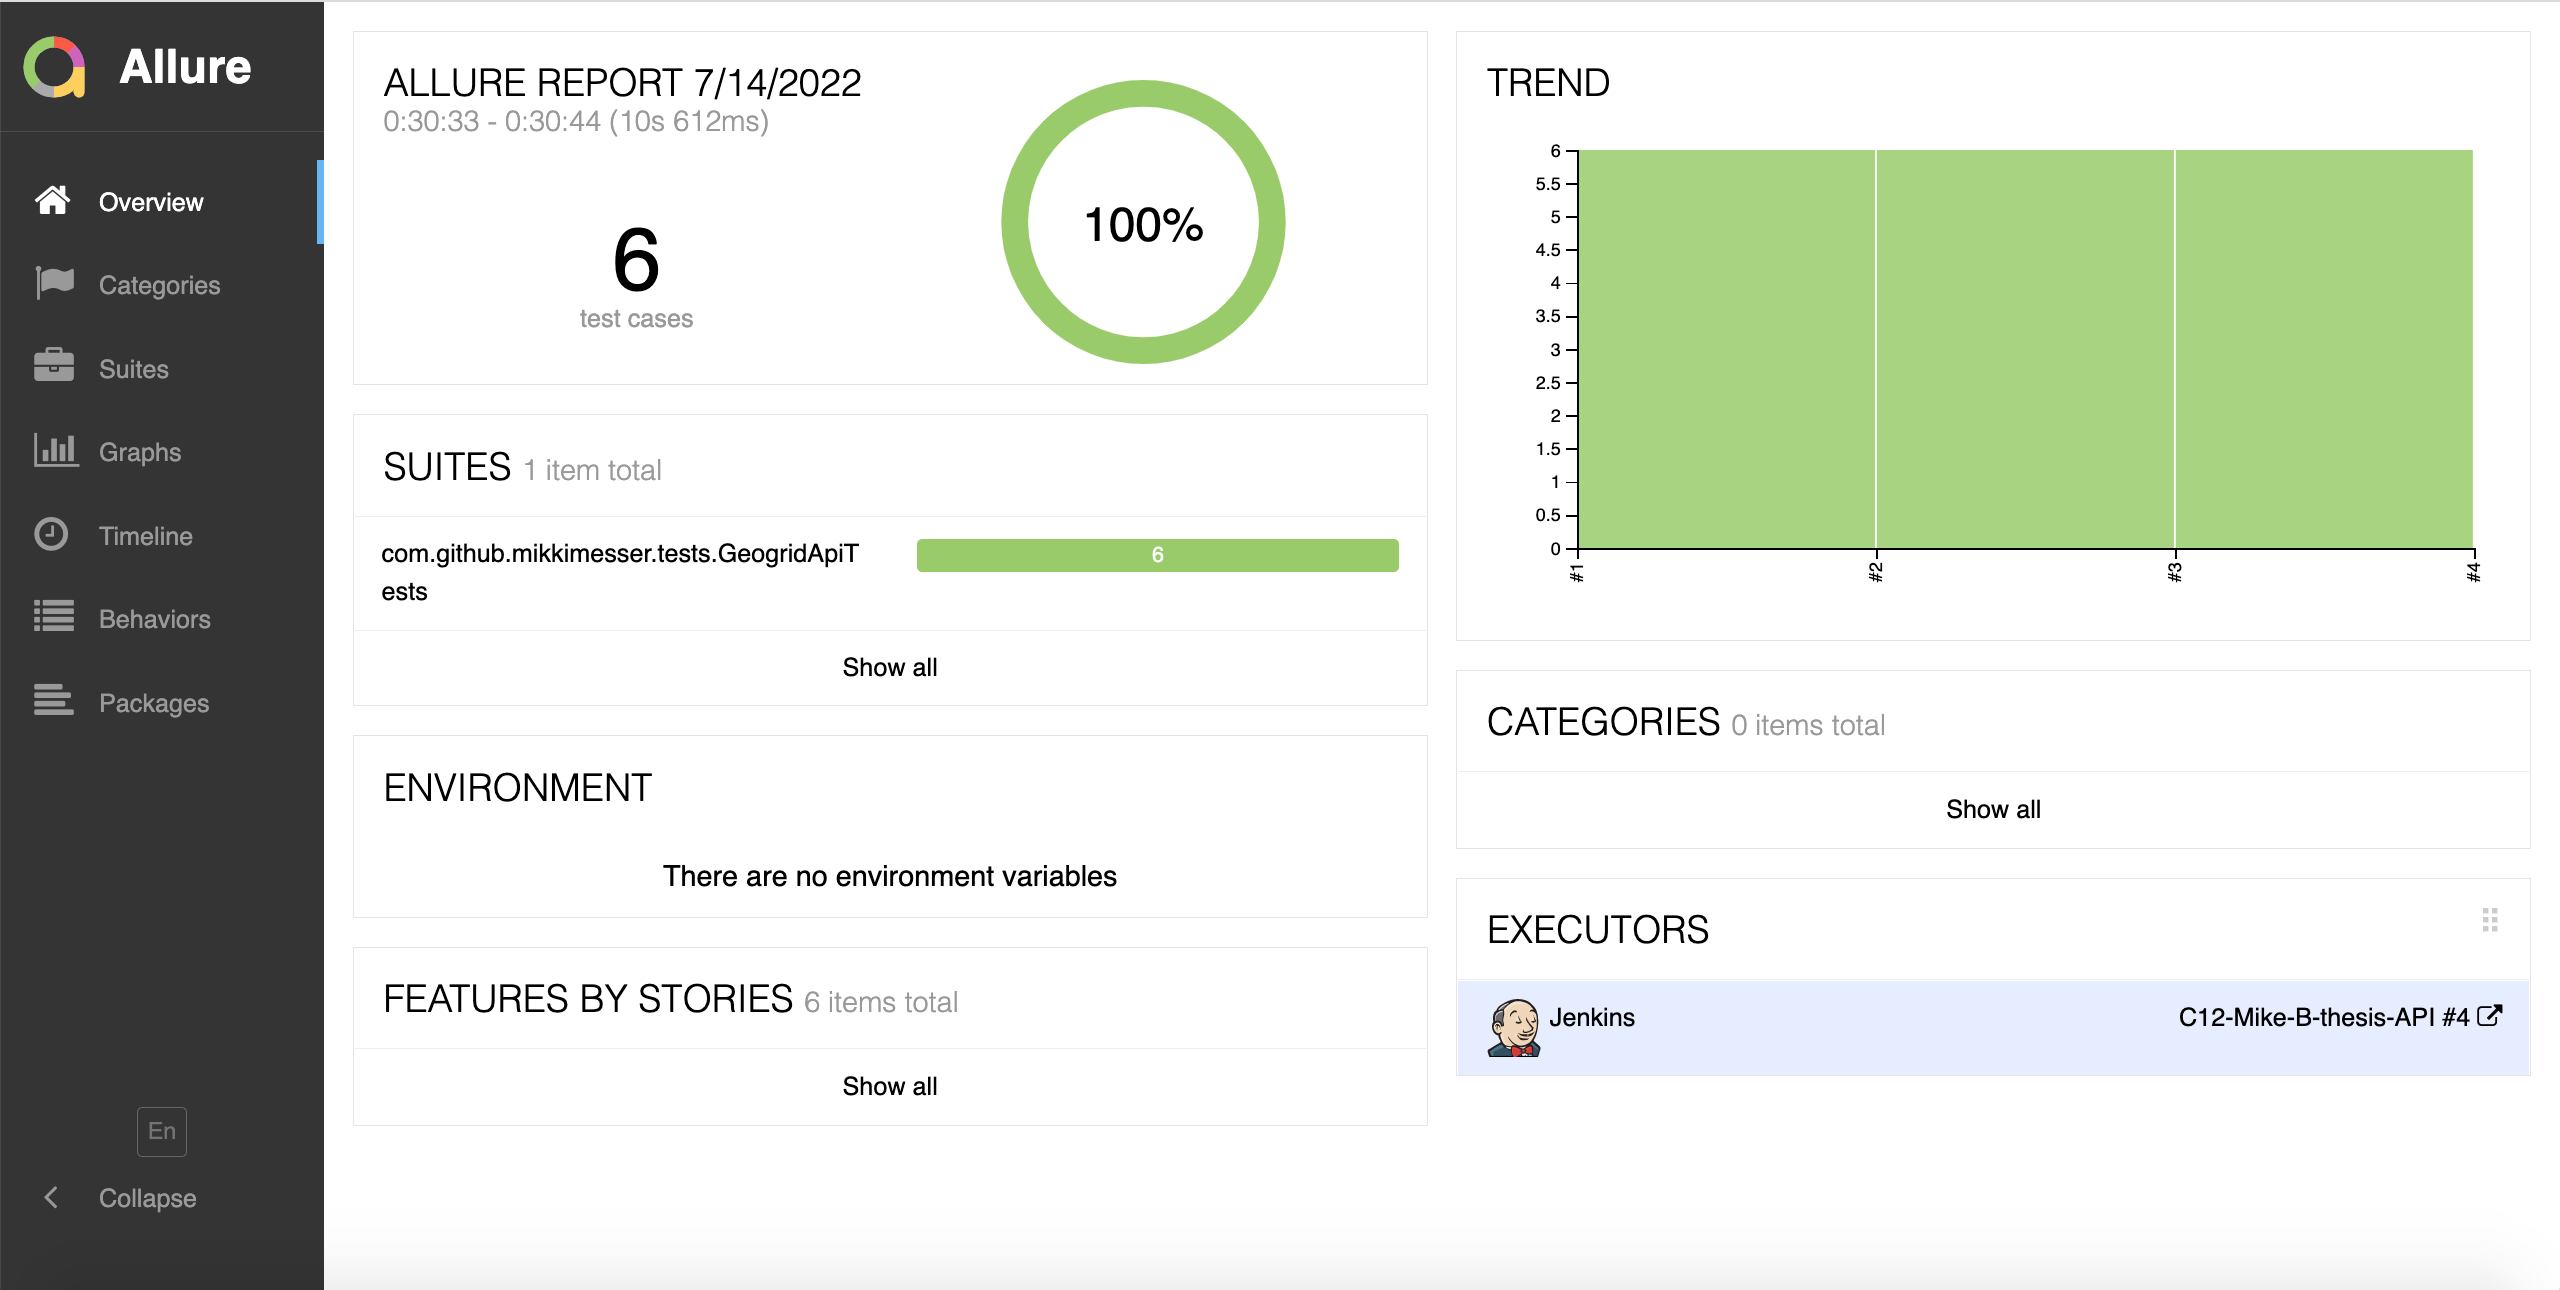 Allure
Overview
Categories
Suites
Graphs
Timeline
Behaviors
Packages
En
Collapse
ALLURE REPORT 7/14/2022
0:30:33 - 0:30:44 (10s 612ms)
6
test cases
100%
SUITES 1 item total
com.github.mikkimesser.tests.GeogridApiT
ests
6
Show all
ENVIRONMENT
There are no environment variables
FEATURES BY STORIES 6 items total
Show all
TREND
6
5.5
5
4.5
4
3.5
3
2.5
2
1.5
1
0.5
0
#1
#2
#3
#4
CATEGORIES 0 items total
Show all
EXECUTORS
Jenkins
C12-Mike-B-thesis-API #4